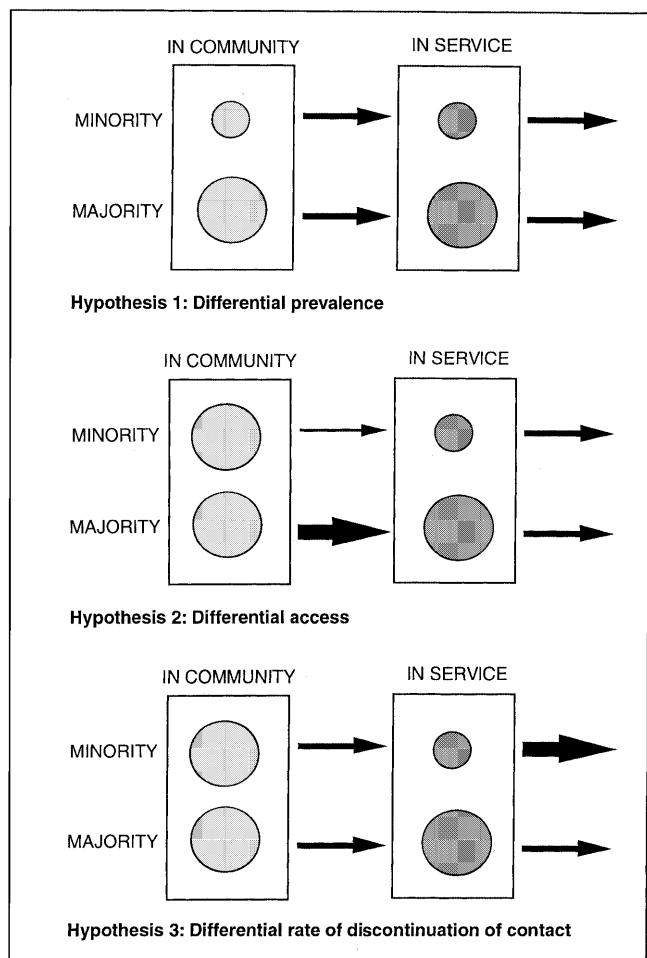 IN COMMUNITY IN SERVICE
MINORITY
MAJORITY
Hypothesis 1: Differential prevalence
IN COMMUNITY IN SERVICE
MINORITY
MAJORITY
Hypothesis 2: Differential access
IN COMMUNITY IN SERVICE
MINORITY
MAJORITY
Hypothesis 3: Differential rate of discontinuation of contact